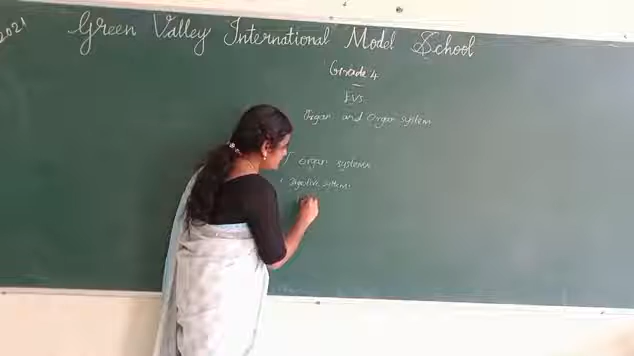 2021
Green Valley International Model School
Grade 4
EVS
Organ and Organ system
organ systems
Digestive system